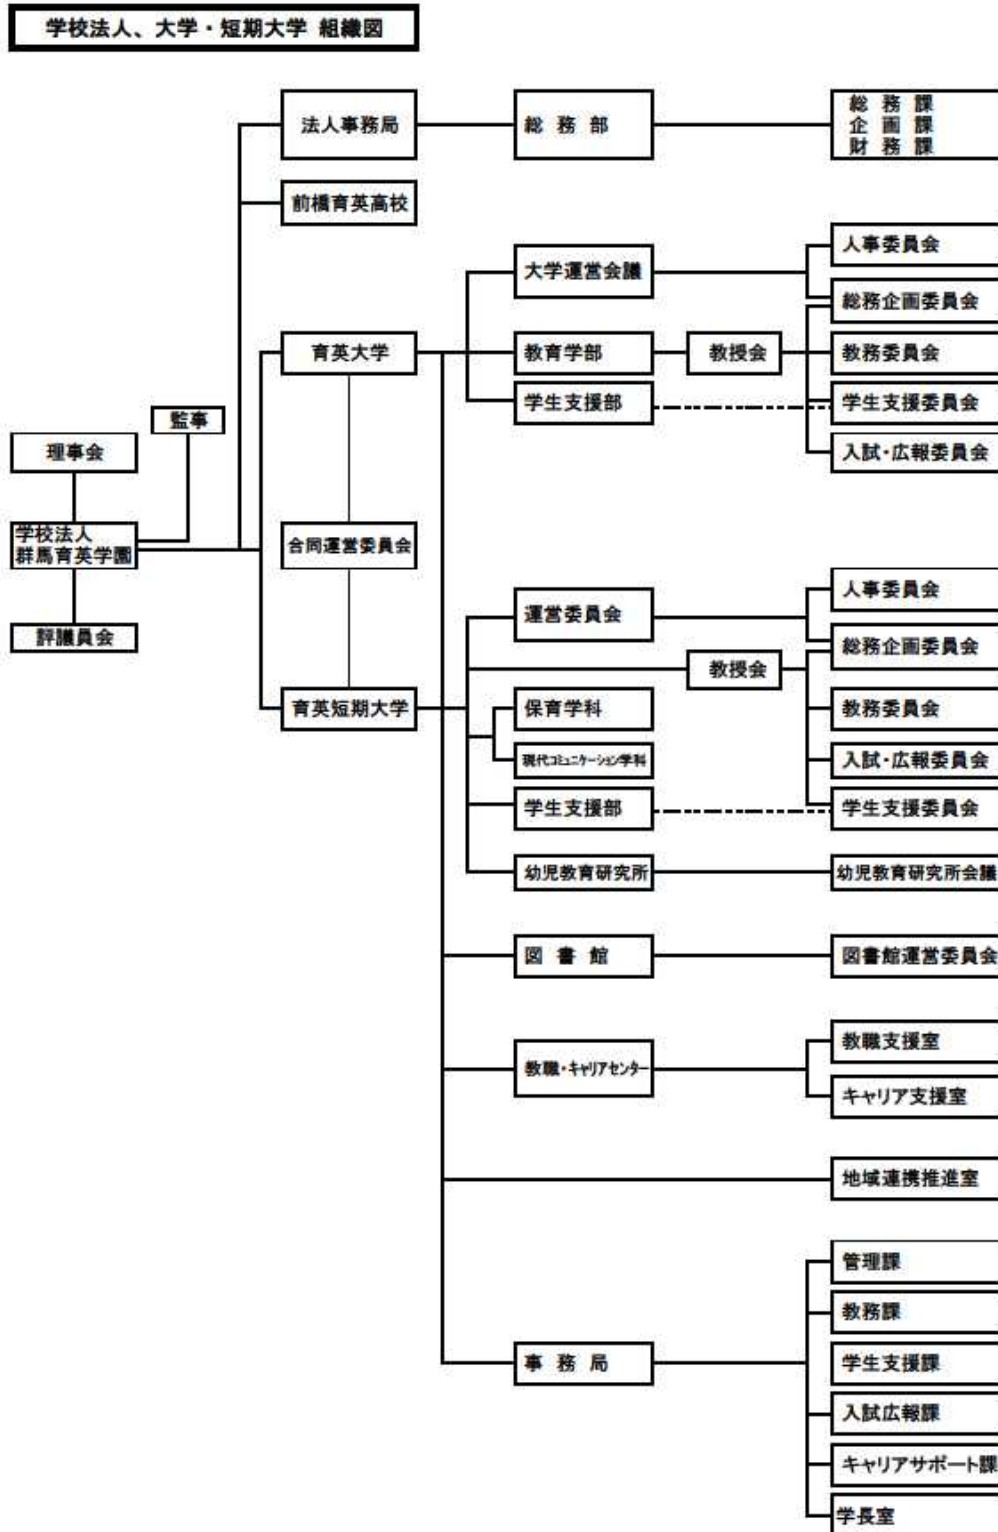 学校法人、大学・短期大学 組織図
法人事務局
総務部
総務課
企画課
財務課
前橋育英高校
大学運営会議
人事委員会
総務企画委員会
育英大学
教育学部
教授会
教務委員会
学生支援部
学生支援委員会
監事
理事会
入試・広報委員会
学校法人
群馬育英学園
合同運営委員会
評議員会
運営委員会
人事委員会
総務企画委員会
教授会
育英短期大学
保育学科
教務委員会
現代コミュニケーション学科
入試・広報委員会
学生支援部
学生支援委員会
幼児教育研究所
幼児教育研究所会議
図書館
図書館運営委員会
教職・キャリアセンター
教職支援室
キャリア支援室
地域連携推進室
事務局
管理課
教務課
学生支援課
入試広報課
キャリアサポート課
学長室